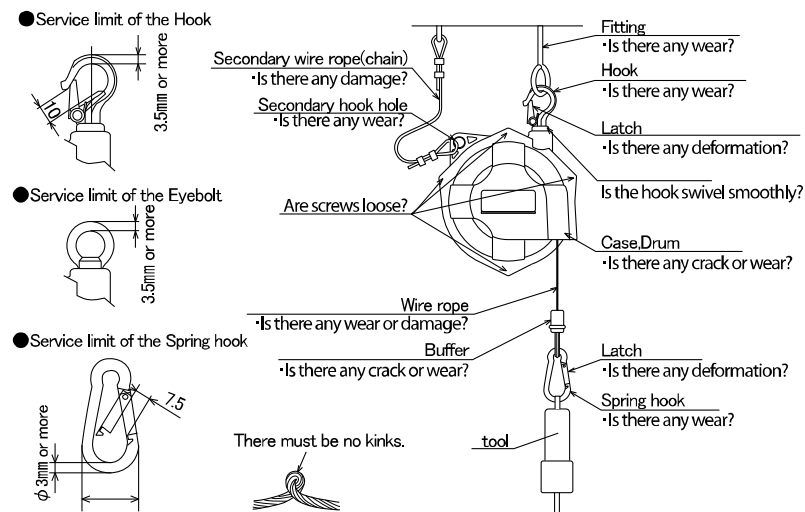 ●Service limit of the Hook
10
3.5mm or more
●Service limit of the Eyebolt
3.5mm or more
●Service limit of the Spring hook
7.5
φ3mm or more
There must be no kinks.
Secondary wire rope(chain)
・Is there any damage?
Secondary hook hole
・Is there any wear?
Are screws loose?
Wire rope
・Is there any wear or damage?
Buffer
・Is there any crack or wear?
tool
Fitting
・Is there any wear?
Hook
・Is there any wear?
Latch
・Is there any deformation?
Is the hook swivel smoothly?
Case,Drum
・Is there any crack or wear?
Latch
・Is there any deformation?
Spring hook
・Is there any wear?